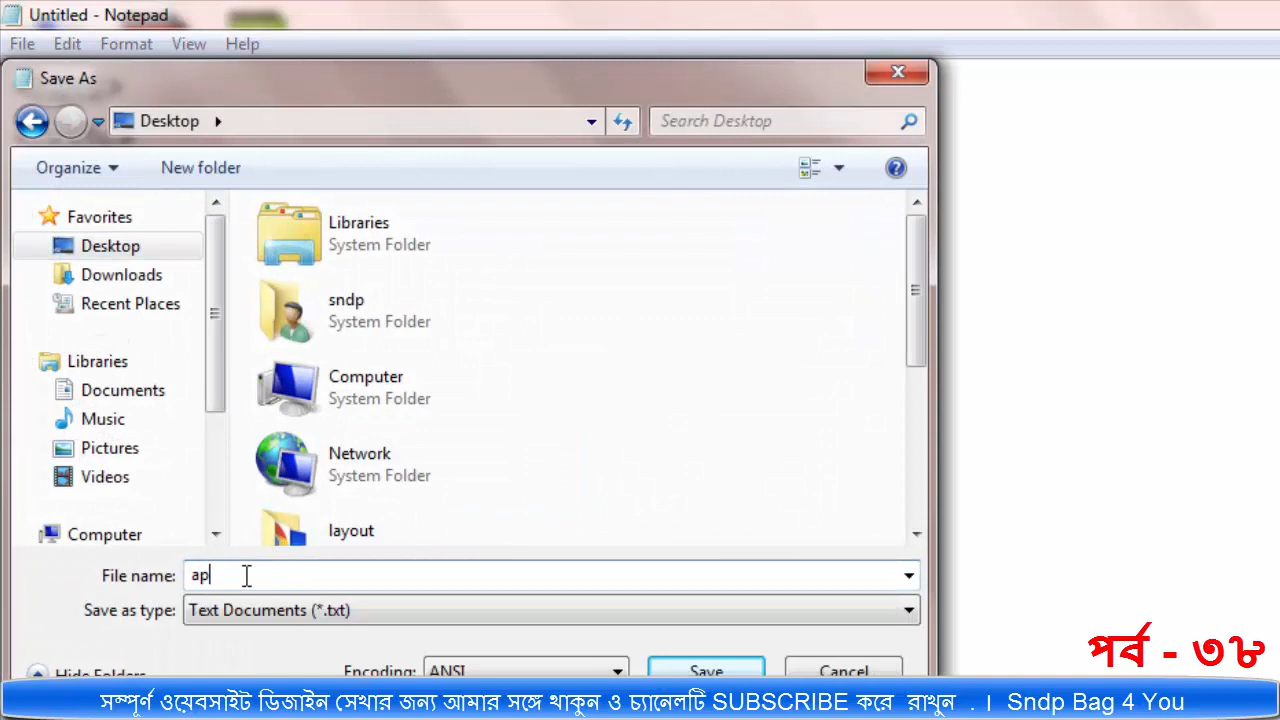 Untitled - Notepad
File Edit Format View Help
Save As
Desktop
Search Desktop
Organize New folder
Favorites
Desktop
Downloads
Recent Places
Libraries
Documents
Music
Pictures
Videos
Computer
Libraries
System Folder
sndp
System Folder
Computer
System Folder
Network
System Folder
layout
File name: ap
Save as type: Text Documents (*.txt)
Hide Folders Encoding: ANSI Save Cancel
পর্ব - ৩৮
সম্পূর্ণ ওয়েবসাইট ডিজাইন সেখার জন্য আমার সঙ্গে থাকুন ও চ্যানেলটি SUBSCRIBE করে রাখুন . । Sndp Bag 4 You